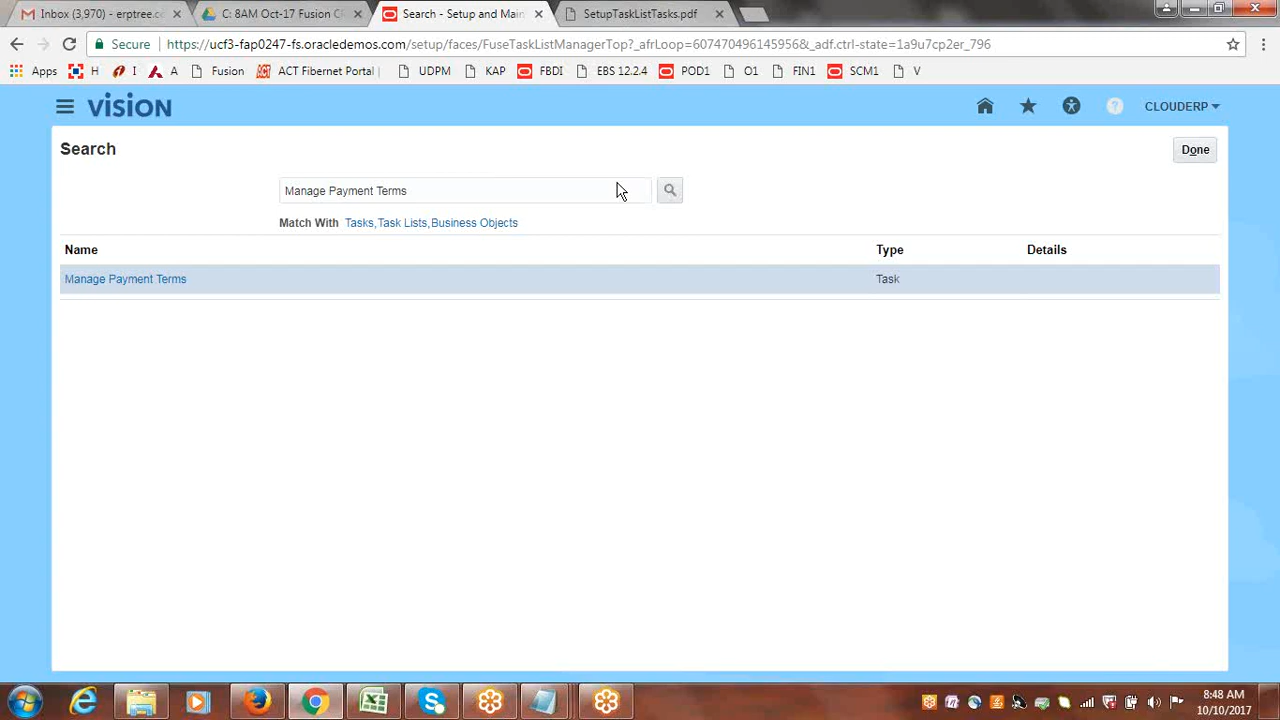 Inbox (3,970) - erptree.co
C: 8AM Oct-17 Fusion C
Search - Setup and Main
SetupTaskListTasks.pdf
Secure
https://ucf3-fap0247-fs.oracledemos.com/setup/faces/FuseTaskListManagerTop?_afrLoop=6074704961459556&_adf.ctrl-state=1a9u7cp2er_796
Apps H I A Fusion ACT Fibernet Portal UDPM KAP FBDI EBS 12.2.4 POD1 O1 FIN1 SCM1 V
VISION
CLOUDERP
Search
Done
Manage Payment Terms
Match With Tasks, Task Lists, Business Objects
Name Type Details
Manage Payment Terms Task
8:48 AM
10/10/2017